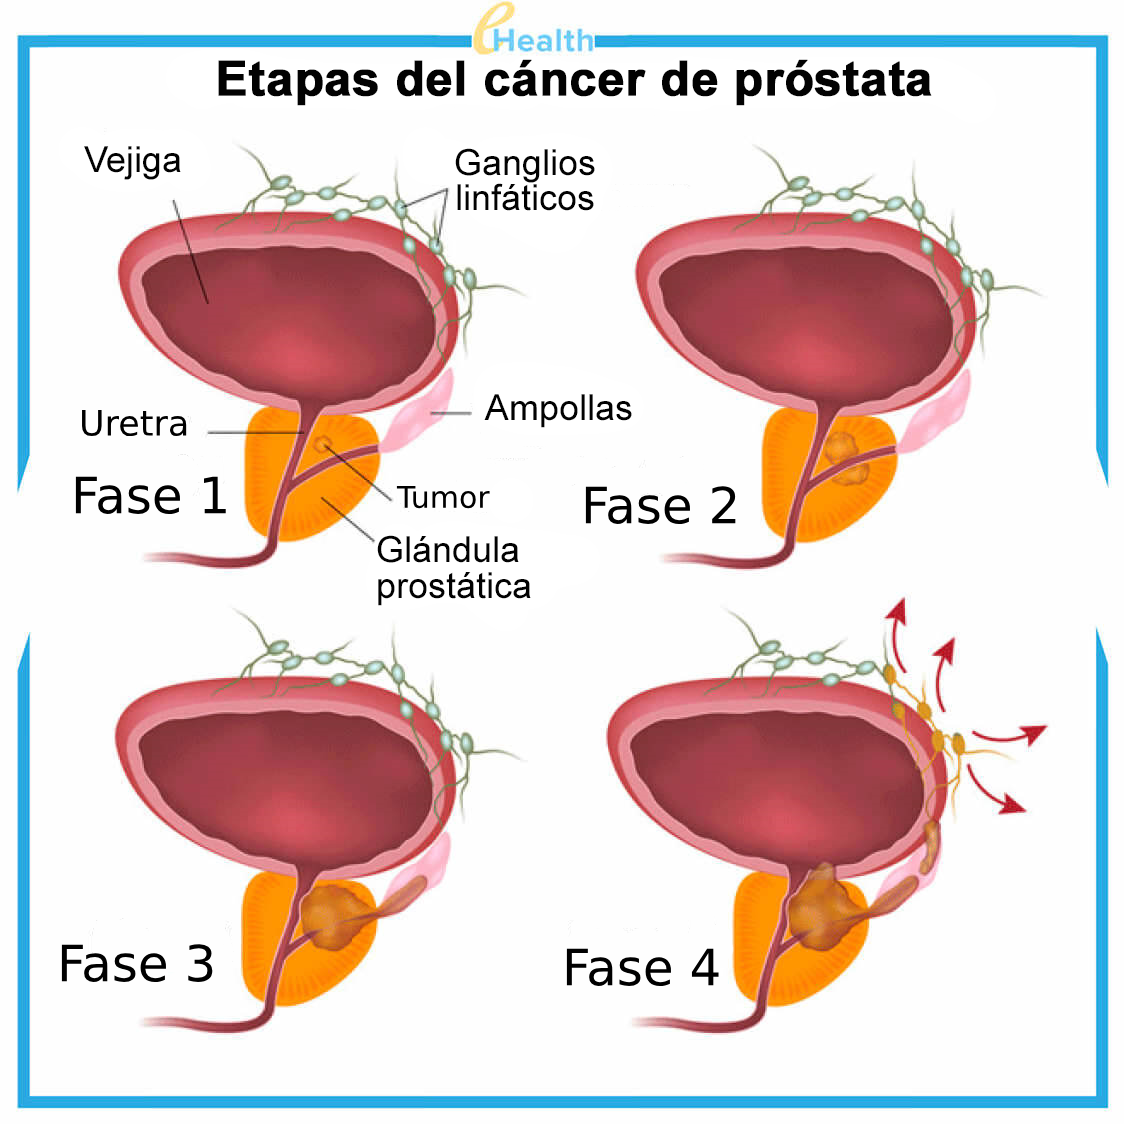 eHealth
Etapas del cáncer de próstata
Vejiga
Ganglios
linfáticos
Uretra
Ampollas
Fase 1
Tumor
Fase 2
Glándula
prostática
Fase 3
Fase 4